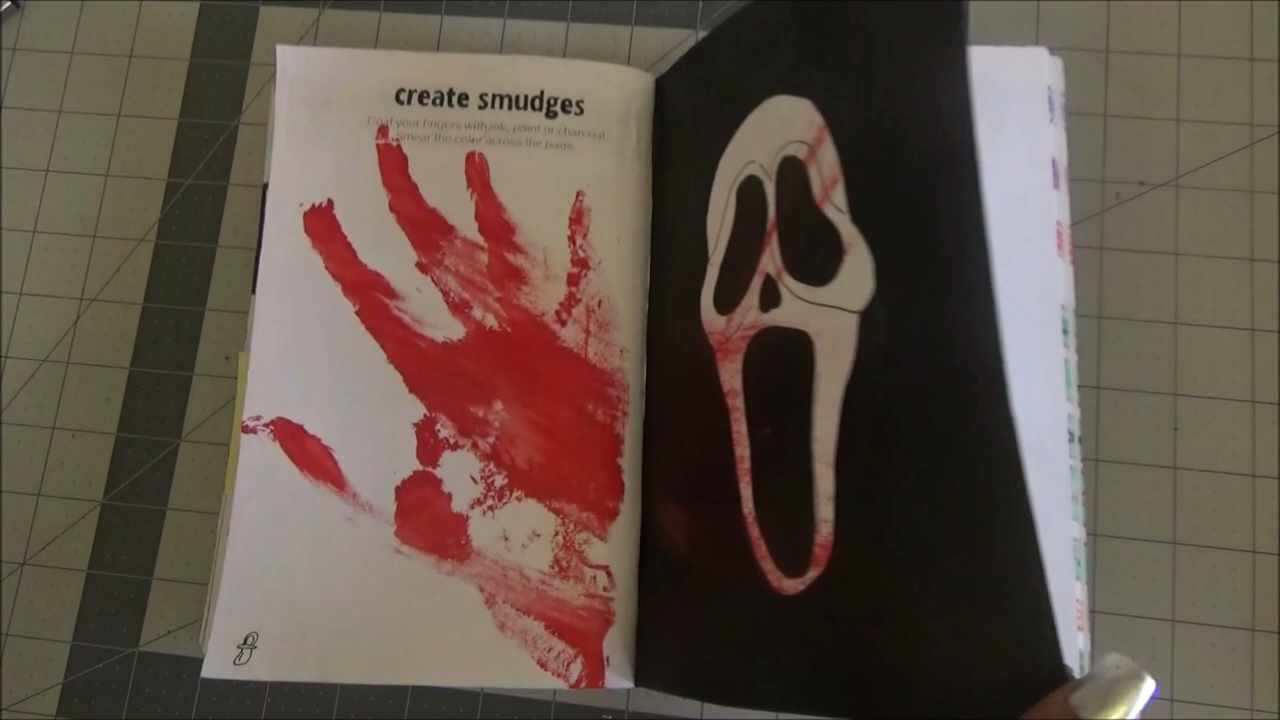 create smudges
Coat your fingers with ink, paint or charcoal.
Smear the color across the page.